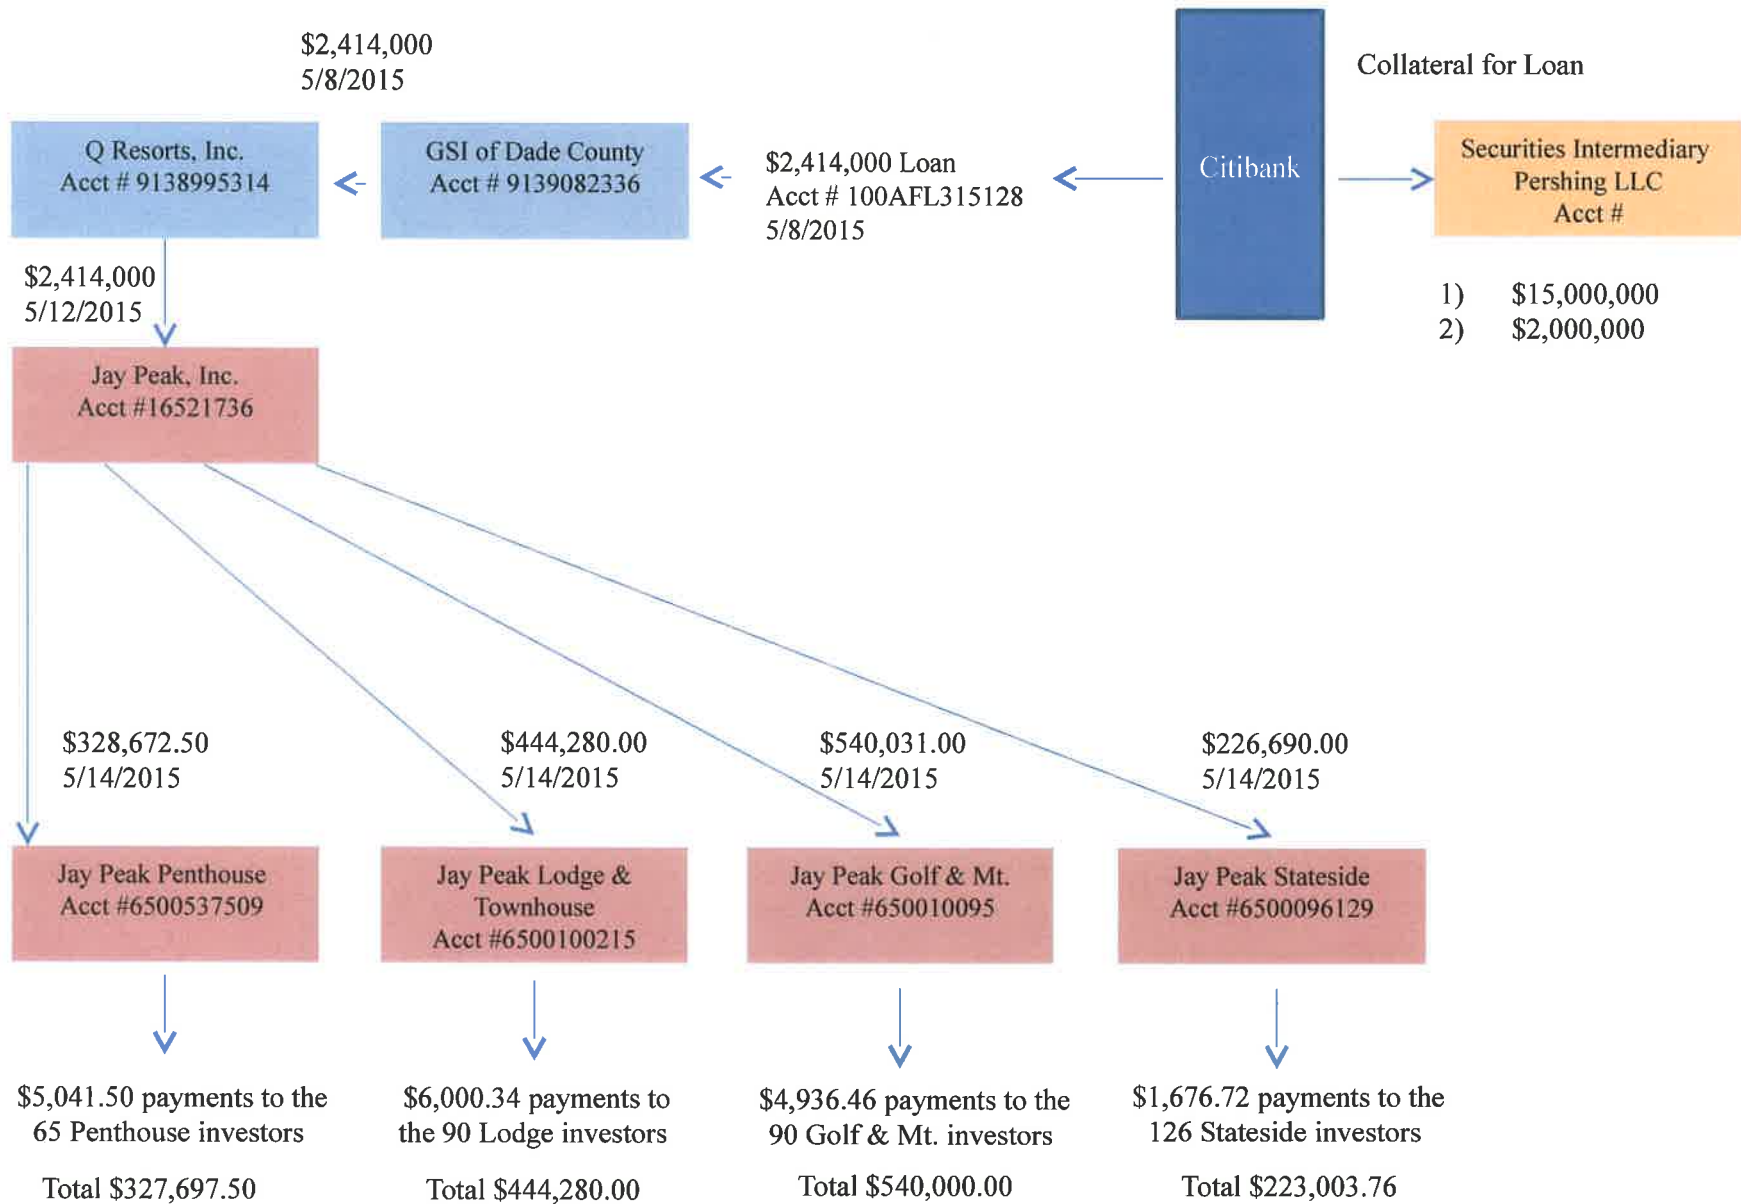 $2,414,000
5/8/2015
Collateral for Loan
Q Resorts, Inc.
Acct # 9138995314
GSI of Dade County
Acct # 9139082336
$2,414,000 Loan
Acct # 100AFL315128
5/8/2015
Citibank
Securities Intermediary
Pershing LLC
Acct #
$2,414,000
5/12/2015
1) $15,000,000
2) $2,000,000
Jay Peak, Inc.
Acct #16521736
$328,672.50
5/14/2015
$444,280.00
5/14/2015
$540,031.00
5/14/2015
$226,690.00
5/14/2015
Jay Peak Penthouse
Acct #6500537509
Jay Peak Lodge &
Townhouse
Acct #6500100215
Jay Peak Golf & Mt.
Acct #650010095
Jay Peak Stateside
Acct #6500096129
$5,041.50 payments to the
65 Penthouse investors
Total $327,697.50
$6,000.34 payments to
the 90 Lodge investors
Total $444,280.00
$4,936.46 payments to the
90 Golf & Mt. investors
Total $540,000.00
$1,676.72 payments to the
126 Stateside investors
Total $223,003.76